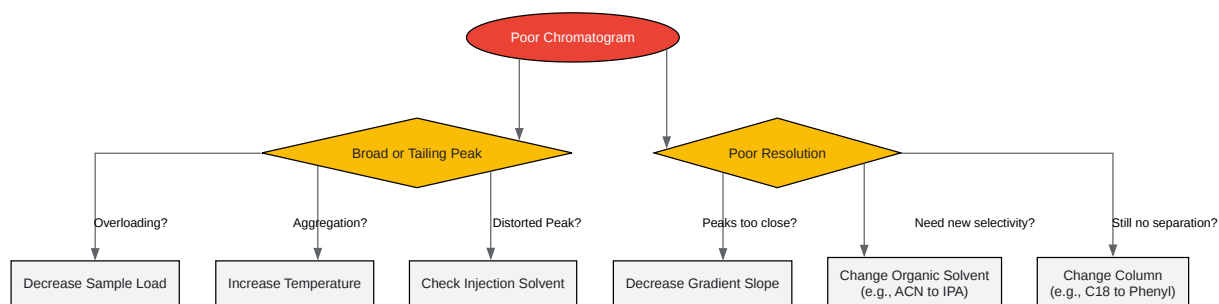 Poor Chromatogram
Broad or Tailing Peak
Poor Resolution
Overloading?
Aggregation?
Distorted Peak?
Peaks too close?
Need new selectivity?
Still no separation?
Decrease Sample Load
Increase Temperature
Check Injection Solvent
Decrease Gradient Slope
Change Organic Solvent
(e.g., ACN to IPA)
Change Column
(e.g., C18 to Phenyl)